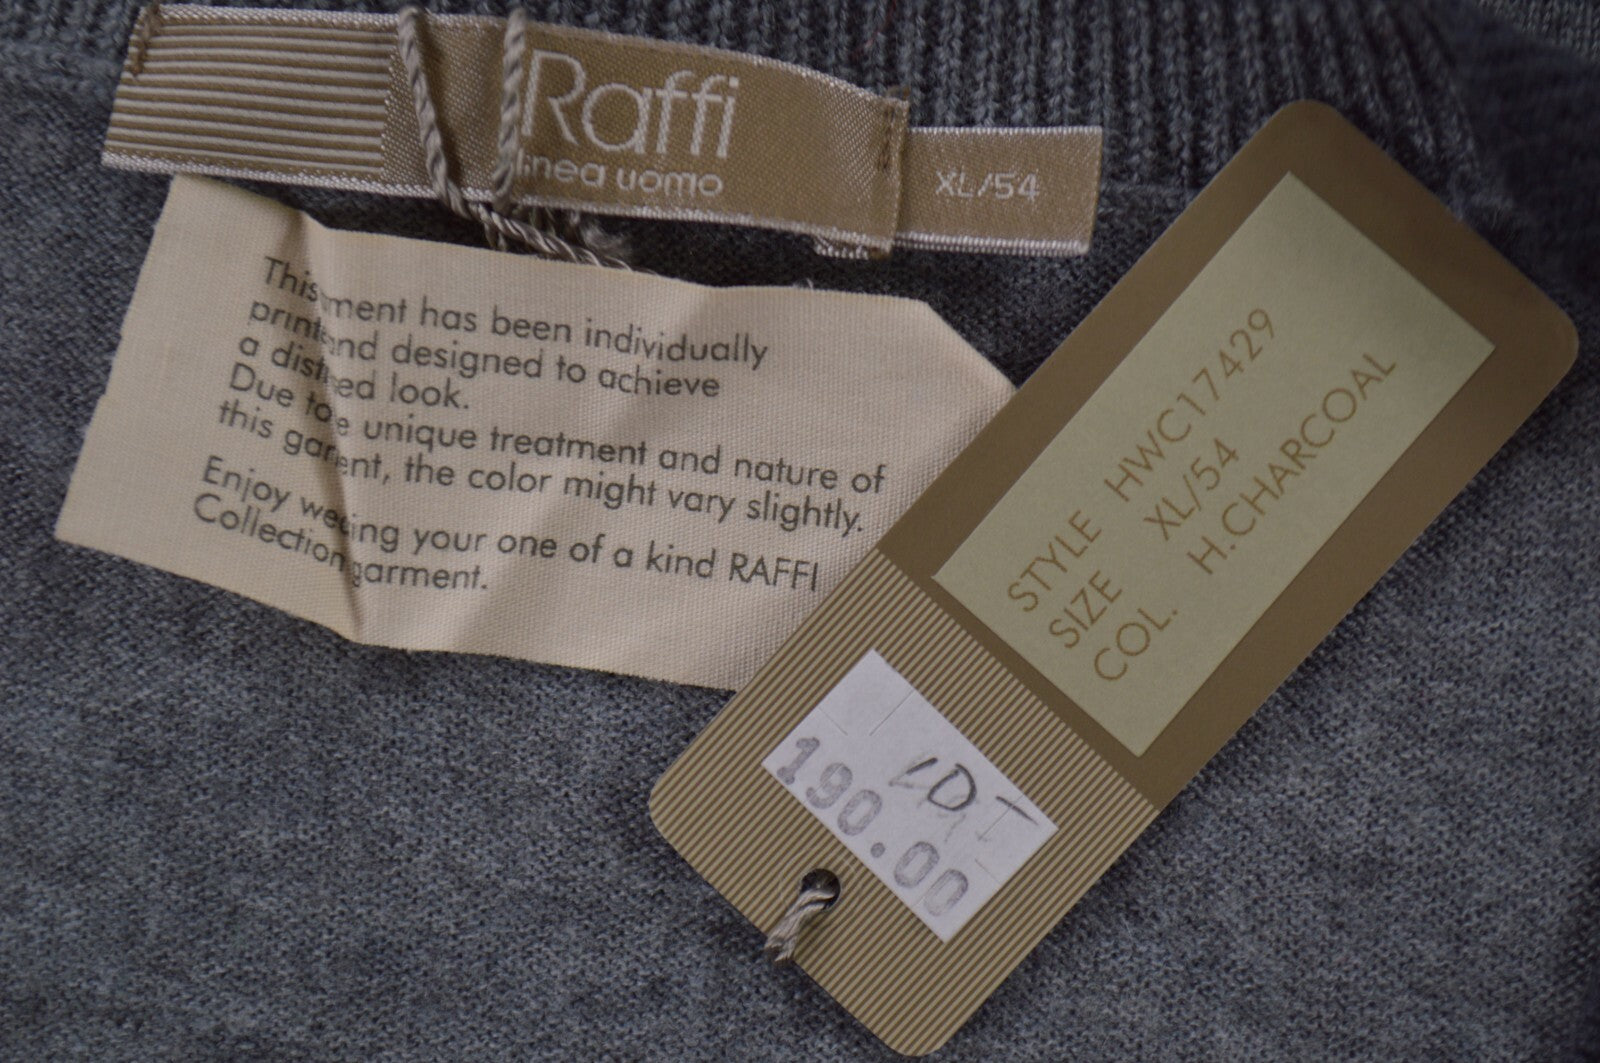 Raffi
linea uomo
XL/54
This ment has been individually
print and designed to achieve
a dist ed look.
Due to e unique treatment and nature of
this gar ent, the color might vary slightly.
Enjoy we ing your one of a kind RAFFI
Collection garment.
STYLE HWC17429
SIZE XL/54
COL. H.CHARCOAL
190.00